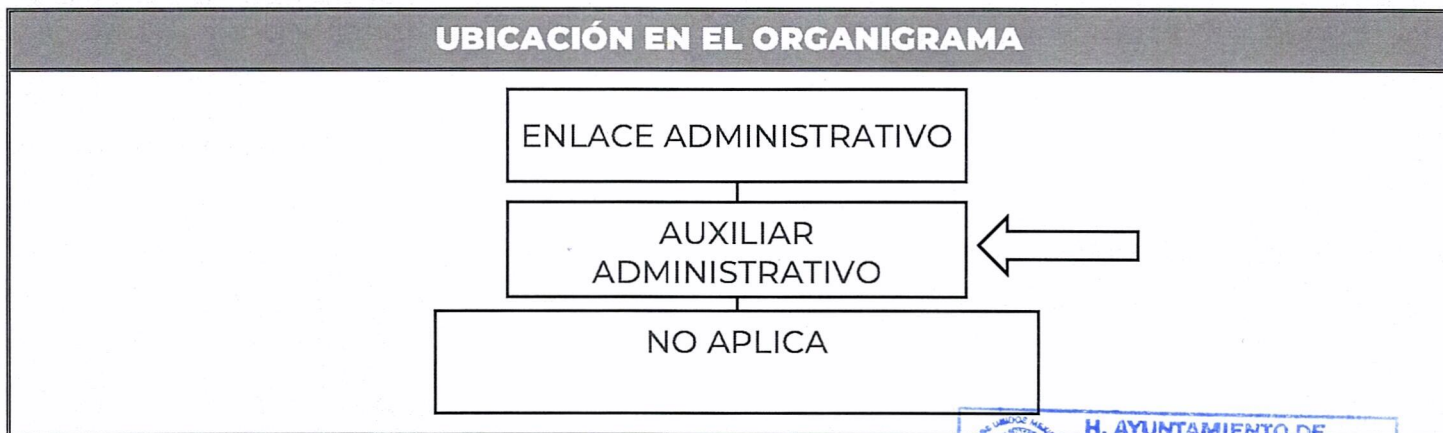 UBICACIÓN EN EL ORGANIGRAMA
ENLACE ADMINISTRATIVO
AUXILIAR
ADMINISTRATIVO
NO APLICA
H. AYUNTAMIENTO DE